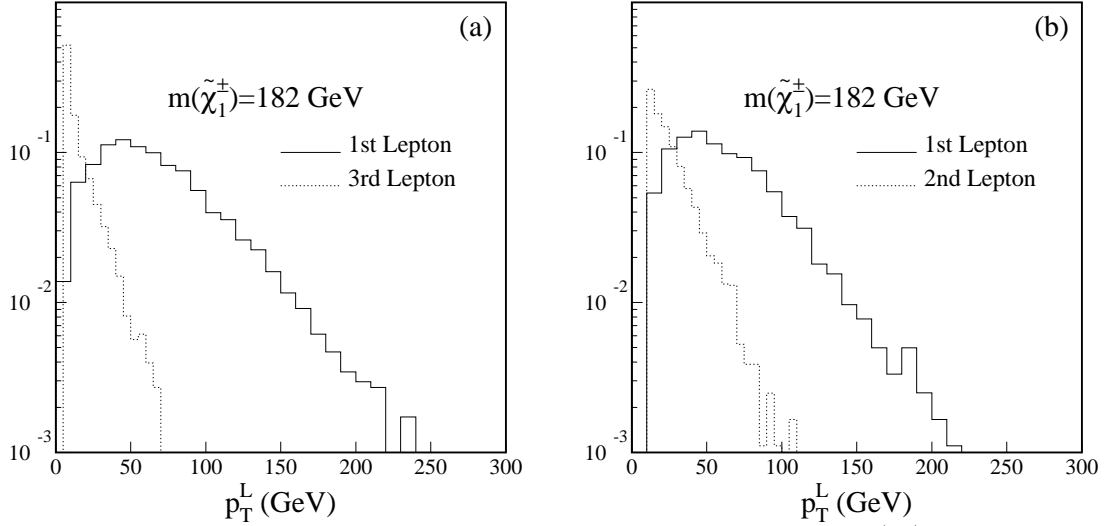 (a)
m(χ̃₁±)=182 GeV
1st Lepton
3rd Lepton
10⁻¹
10⁻²
10⁻³
0 50 100 150 200 250 300
p_T^L (GeV)
(b)
m(χ̃₁±)=182 GeV
1st Lepton
2nd Lepton
10⁻¹
10⁻²
10⁻³
0 50 100 150 200 250 300
p_T^L (GeV)